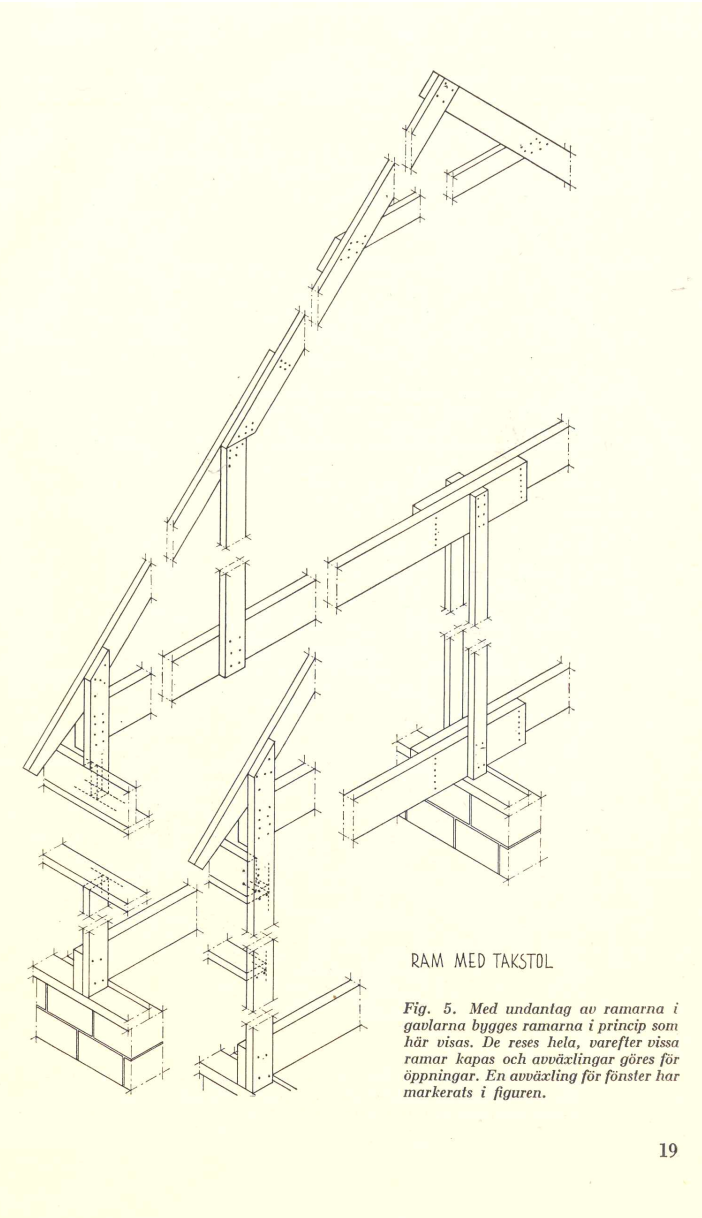 RAM MED TAKSTOL
Fig. 5. Med undantag av ramarna i
gavlarna bygges ramarna i princip som
här visas. De reses hela, varefter vissa
ramar kapas och avväxlingar göres för
öppningar. En avväxling för fönster har
markerats i figuren.
19